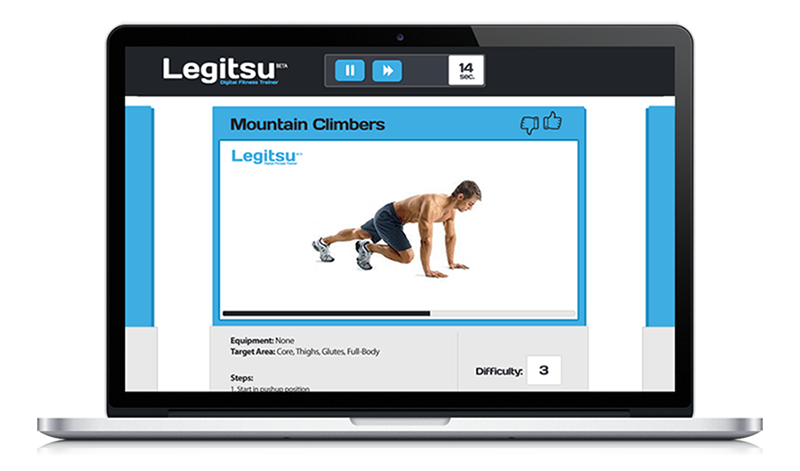 Legitsu BETA
Digital Fitness Trainer
14
sec.
Mountain Climbers
Legitsu
Digital Fitness Trainer
Equipment: None
Target Area: Core, Thighs, Glutes, Full-Body
Difficulty: 3
Steps:
1. Start in pushup position